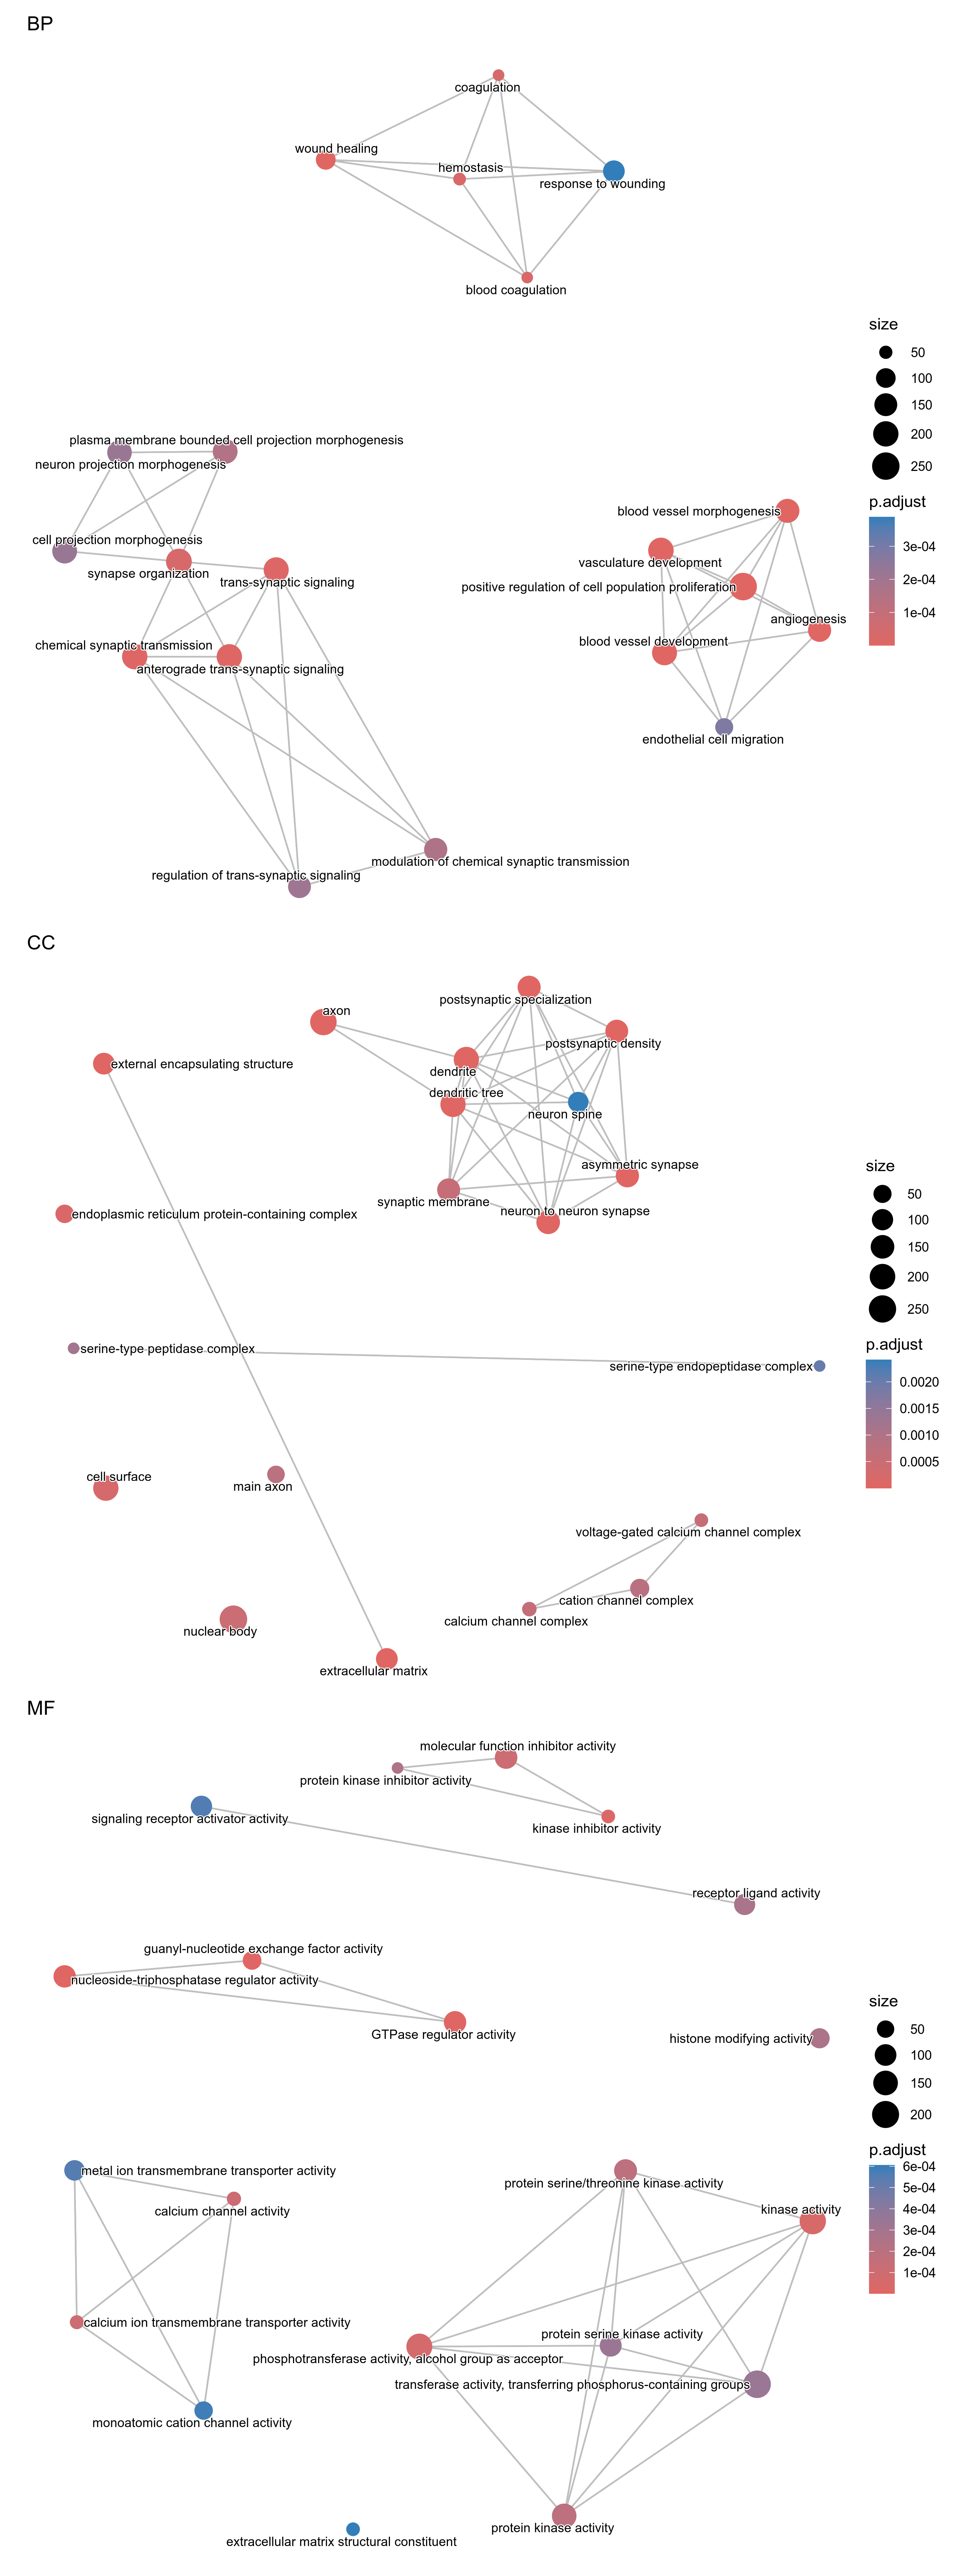 BP
coagulation
wound healing
hemostasis
response to wounding
blood coagulation
size
50
100
150
200
250
plasma membrane bounded cell projection morphogenesis
neuron projection morphogenesis
p.adjust
3e-04
2e-04
1e-04
blood vessel morphogenesis
cell projection morphogenesis
vasculature development
synapse organization
trans-synaptic signaling
positive regulation of cell population proliferation
angiogenesis
chemical synaptic transmission
blood vessel development
anterograde trans-synaptic signaling
endothelial cell migration
modulation of chemical synaptic transmission
regulation of trans-synaptic signaling
CC
postsynaptic specialization
axon
postsynaptic density
external encapsulating structure
dendrite
dendritic tree
neuron spine
asymmetric synapse
synaptic membrane
neuron to neuron synapse
endoplasmic reticulum protein-containing complex
size
50
100
150
200
250
serine-type peptidase complex
serine-type endopeptidase complex
p.adjust
0.0020
0.0015
0.0010
0.0005
cell surface
main axon
voltage-gated calcium channel complex
cation channel complex
calcium channel complex
nuclear body
extracellular matrix
MF
molecular function inhibitor activity
protein kinase inhibitor activity
signaling receptor activator activity
kinase inhibitor activity
receptor ligand activity
guanyl-nucleotide exchange factor activity
nucleoside-triphosphatase regulator activity
GTPase regulator activity
histone modifying activity
size
50
100
150
200
p.adjust
6e-04
5e-04
4e-04
3e-04
2e-04
1e-04
metal ion transmembrane transporter activity
protein serine/threonine kinase activity
calcium channel activity
kinase activity
calcium ion transmembrane transporter activity
protein serine kinase activity
phosphotransferase activity, alcohol group as acceptor
transferase activity, transferring phosphorus-containing groups
monoatomic cation channel activity
protein kinase activity
extracellular matrix structural constituent